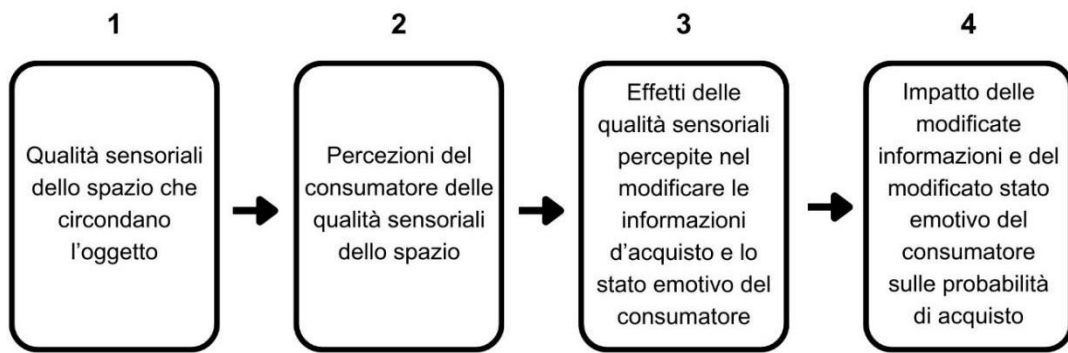 1
2
3
4
Qualità sensoriali
dello spazio che
circondano
l’oggetto
Percezioni del
consumatore delle
qualità sensoriali
dello spazio
Effetti delle
qualità sensoriali
percepite nel
modificare le
informazioni
d’acquisto e lo
stato emotivo del
consumatore
Impatto delle
modificate
informazioni e del
modificato stato
emotivo del
consumatore
sulle probabilità
di acquisto